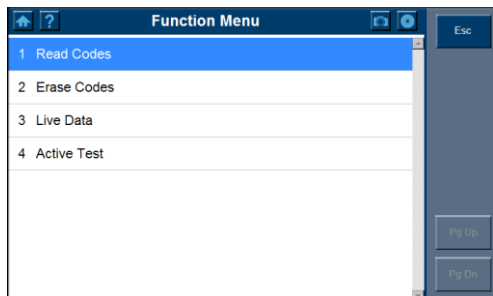 ?
Function Menu
Esc
1 Read Codes
2 Erase Codes
3 Live Data
4 Active Test
Pg Up
Pg Dn